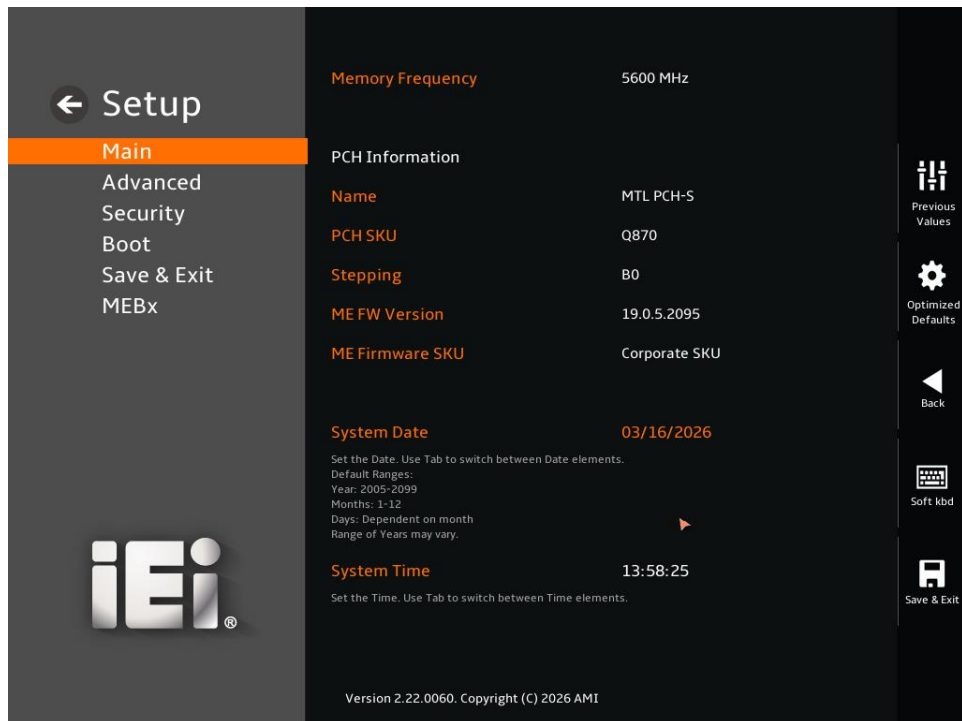 Setup
Main
Advanced
Security
Boot
Save & Exit
MEBx
iEi®
Memory Frequency 5600 MHz
PCH Information
Name MTL PCH-S
PCH SKU Q870
Stepping B0
ME FW Version 19.0.5.2095
ME Firmware SKU Corporate SKU
System Date 03/16/2026
Set the Date. Use Tab to switch between Date elements.
Default Ranges:
Year: 2005-2099
Months: 1-12
Days: Dependent on month
Range of Years may vary.
System Time 13:58:25
Set the Time. Use Tab to switch between Time elements.
Version 2.22.0060. Copyright (C) 2026 AMI
Previous
Values
Optimized
Defaults
Back
Soft kbd
Save & Exit